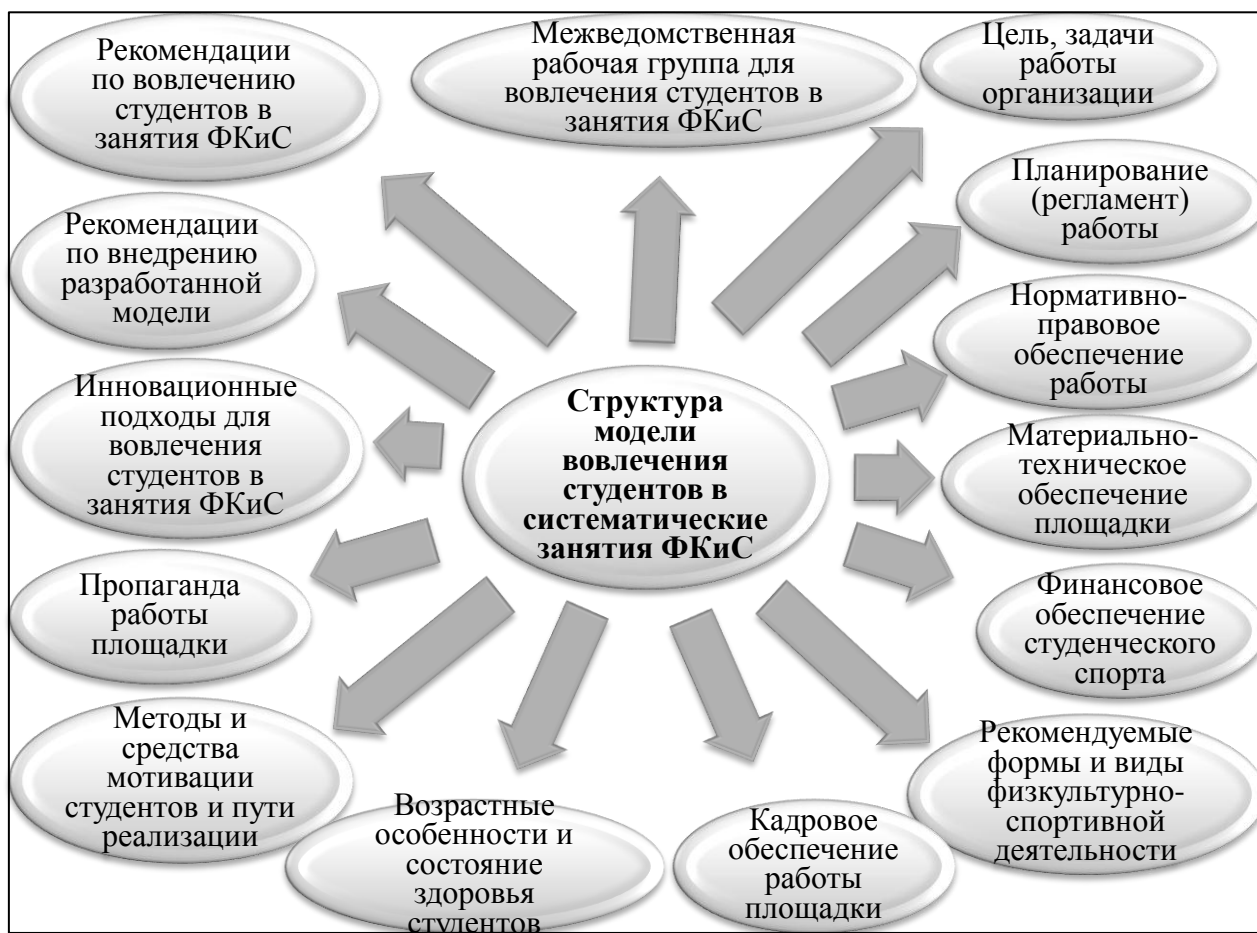 Рекомендации
по вовлечению
студентов в
занятия ФКиС
Межведомственная
рабочая группа для
вовлечения студентов в
занятия ФКиС
Цель, задачи
работы
организации
Планирование
(регламент)
работы
Рекомендации
по внедрению
разработанной
модели
Нормативно-
правовое
обеспечение
работы
Инновационные
подходы для
вовлечения
студентов в
занятия ФКиС
Структура
модели
вовлечения
студентов в
систематические
занятия ФКиС
Материально-
техническое
обеспечение
площадки
Пропаганда
работы
площадки
Финансовое
обеспечение
студенческого
спорта
Методы и
средства
мотивации
студентов и пути
реализации
Возрастные
особенности и
состояние
здоровья
студентов
Кадровое
обеспечение
работы
площадки
Рекомендуемые
формы и виды
физкультурно-
спортивной
деятельности